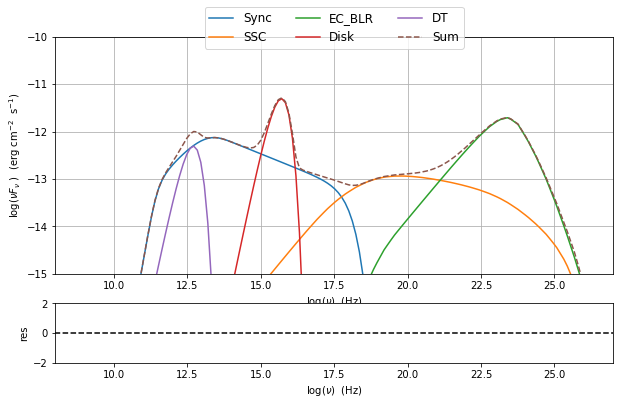 Sync EC_BLR DT
SSC Disk Sum
−10
−11
−12
−13
−14
−15
log(νFν ) (erg cm−2 s−1)
10.0 12.5 15.0 17.5 20.0 22.5 25.0
log(ν) (Hz)
2
0
−2
res
10.0 12.5 15.0 17.5 20.0 22.5 25.0
log(ν) (Hz)